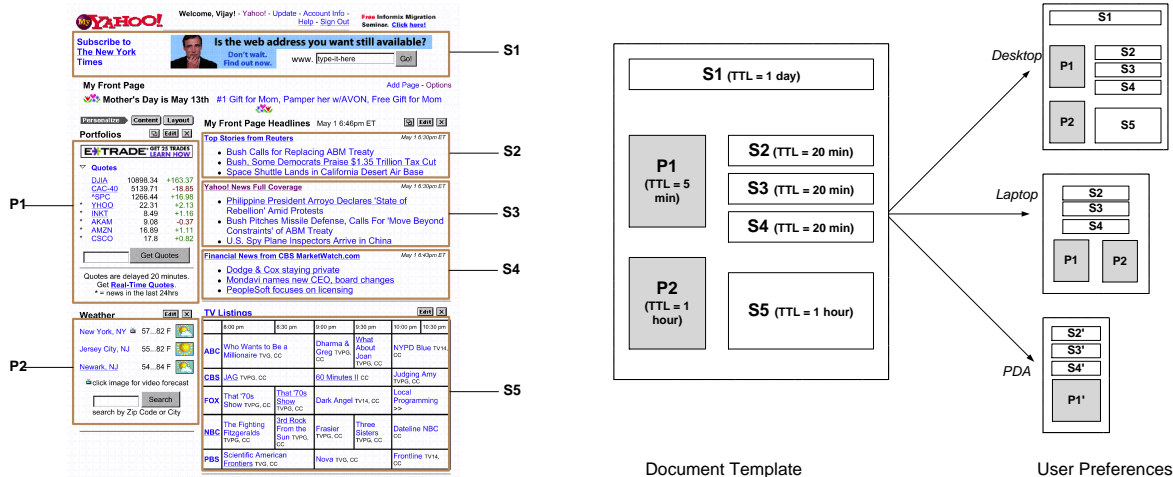 My YAHOO!
Welcome, Vijay! - Yahoo! - Update - Account Info -
Help - Sign Out
Free Informix Migration
Seminar. Click here!
Subscribe to
The New York
Times
Is the web address you want still available?
Don't wait.
Find out now.
www. type-it-here Go!
S1
My Front Page
Add Page - Options
Mother's Day is May 13th #1 Gift for Mom, Pamper her w/AVON, Free Gift for Mom
Personalize Content Layout
Portfolios Edit X
E*TRADE GET 25 TRADES
LEARN HOW
Quotes
DJIA 10898.34 +163.37
CAC-40 5139.71 -18.85
^SPC 1266.44 +16.98
* YHOO 22.31 +2.13
* INKT 8.49 +1.16
* AKAM 9.08 -0.37
* AMZN 16.89 +1.11
* CSCO 17.8 +0.82
Get Quotes
Quotes are delayed 20 minutes.
Get Real-Time Quotes.
* = news in the last 24hrs
P1
Weather Edit X
New York, NY 57...82 F
Jersey City, NJ 55...82 F
Newark, NJ 54...84 F
click image for video forecast
Search
search by Zip Code or City
P2
My Front Page Headlines May 1 6:46pm ET Edit X
Top Stories from Reuters May 1 6:30pm ET
• Bush Calls for Replacing ABM Treaty
• Bush, Some Democrats Praise $1.35 Trillion Tax Cut
• Space Shuttle Lands in California Desert Air Base
S2
Yahoo! News Full Coverage May 1 6:30pm ET
• Philippine President Arroyo Declares 'State of
Rebellion' Amid Protests
• Bush Pitches Missile Defense, Calls For 'Move Beyond
Constraints' of ABM Treaty
• U.S. Spy Plane Inspectors Arrive in China
S3
Financial News from CBS MarketWatch.com May 1 6:43pm ET
• Dodge & Cox staying private
• Mondavi names new CEO, board changes
• PeopleSoft focuses on licensing
S4
TV Listings Edit X
8:00 pm 8:30 pm 9:00 pm 9:30 pm 10:00 pm 10:30 pm
ABC Who Wants to Be a Millionaire TVG, CC Dharma & Greg TVPG, CC What About Joan TVPG, CC NYPD Blue TV14, CC
CBS JAG TVPG, CC 60 Minutes II CC Judging Amy TVPG, CC
FOX That '70s Show TVPG, CC That '70s Show TVPG, CC Dark Angel TV14, CC Local Programming >>
NBC The Fighting Fitzgeralds TVPG, CC 3rd Rock From the Sun TVPG, CC Frasier TVPG, CC Three Sisters TVPG, CC Dateline NBC CC
PBS Scientific American Frontiers TVG, CC Nova TVG, CC Frontline TV14, CC
S5
S1 (TTL = 1 day)
P1
(TTL = 5
min)
S2 (TTL = 20 min)
S3 (TTL = 20 min)
S4 (TTL = 20 min)
P2
(TTL = 1
hour)
S5 (TTL = 1 hour)
Document Template
Desktop
S1
P1
S2
S3
S4
P2
S5
Laptop
S2
S3
S4
P1
P2
PDA
S2'
S3'
S4'
P1'
User Preferences